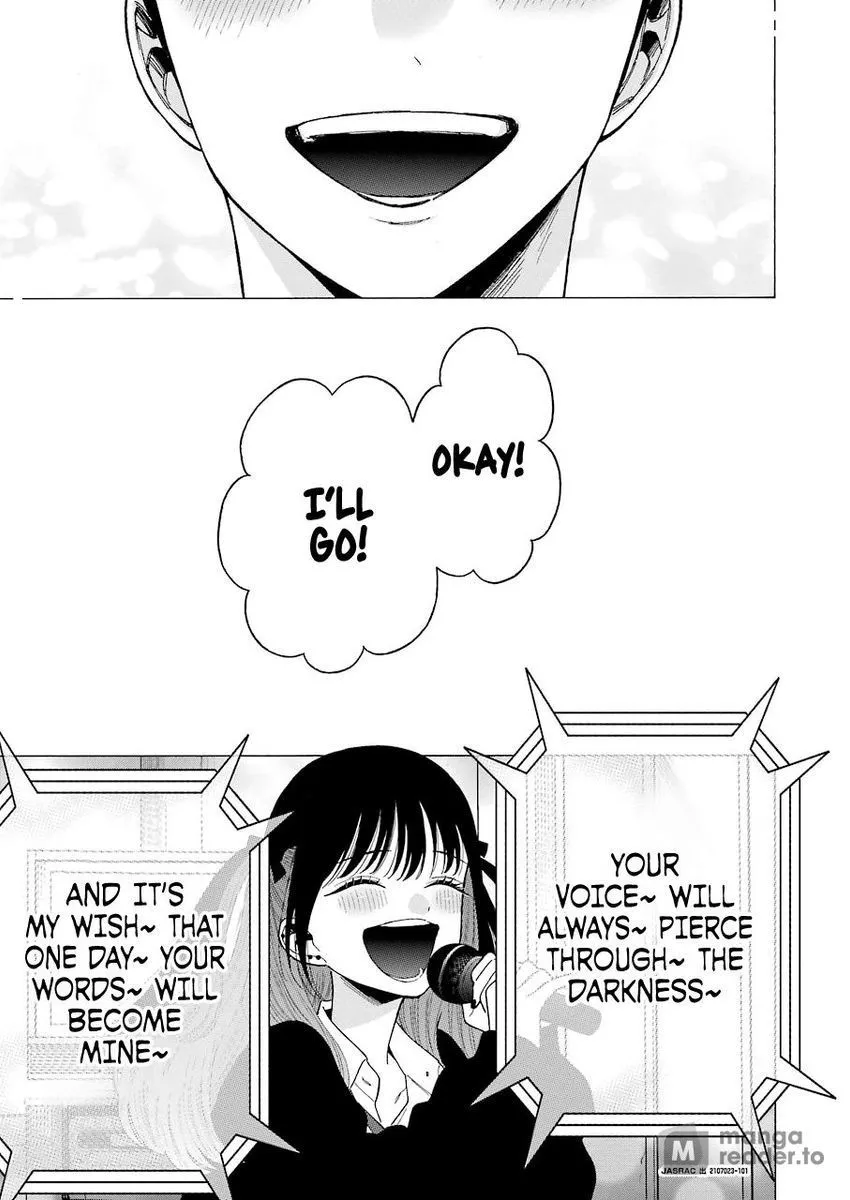 OKAY!
I'LL
GO!
YOUR
VOICE~ WILL
ALWAYS~ PIERCE
THROUGH~ THE
DARKNESS~
AND IT'S
MY WISH~ THAT
ONE DAY~ YOUR
WORDS~ WILL
BECOME
MINE~
M manga
reader.to
JASRAC 出 2107023-101